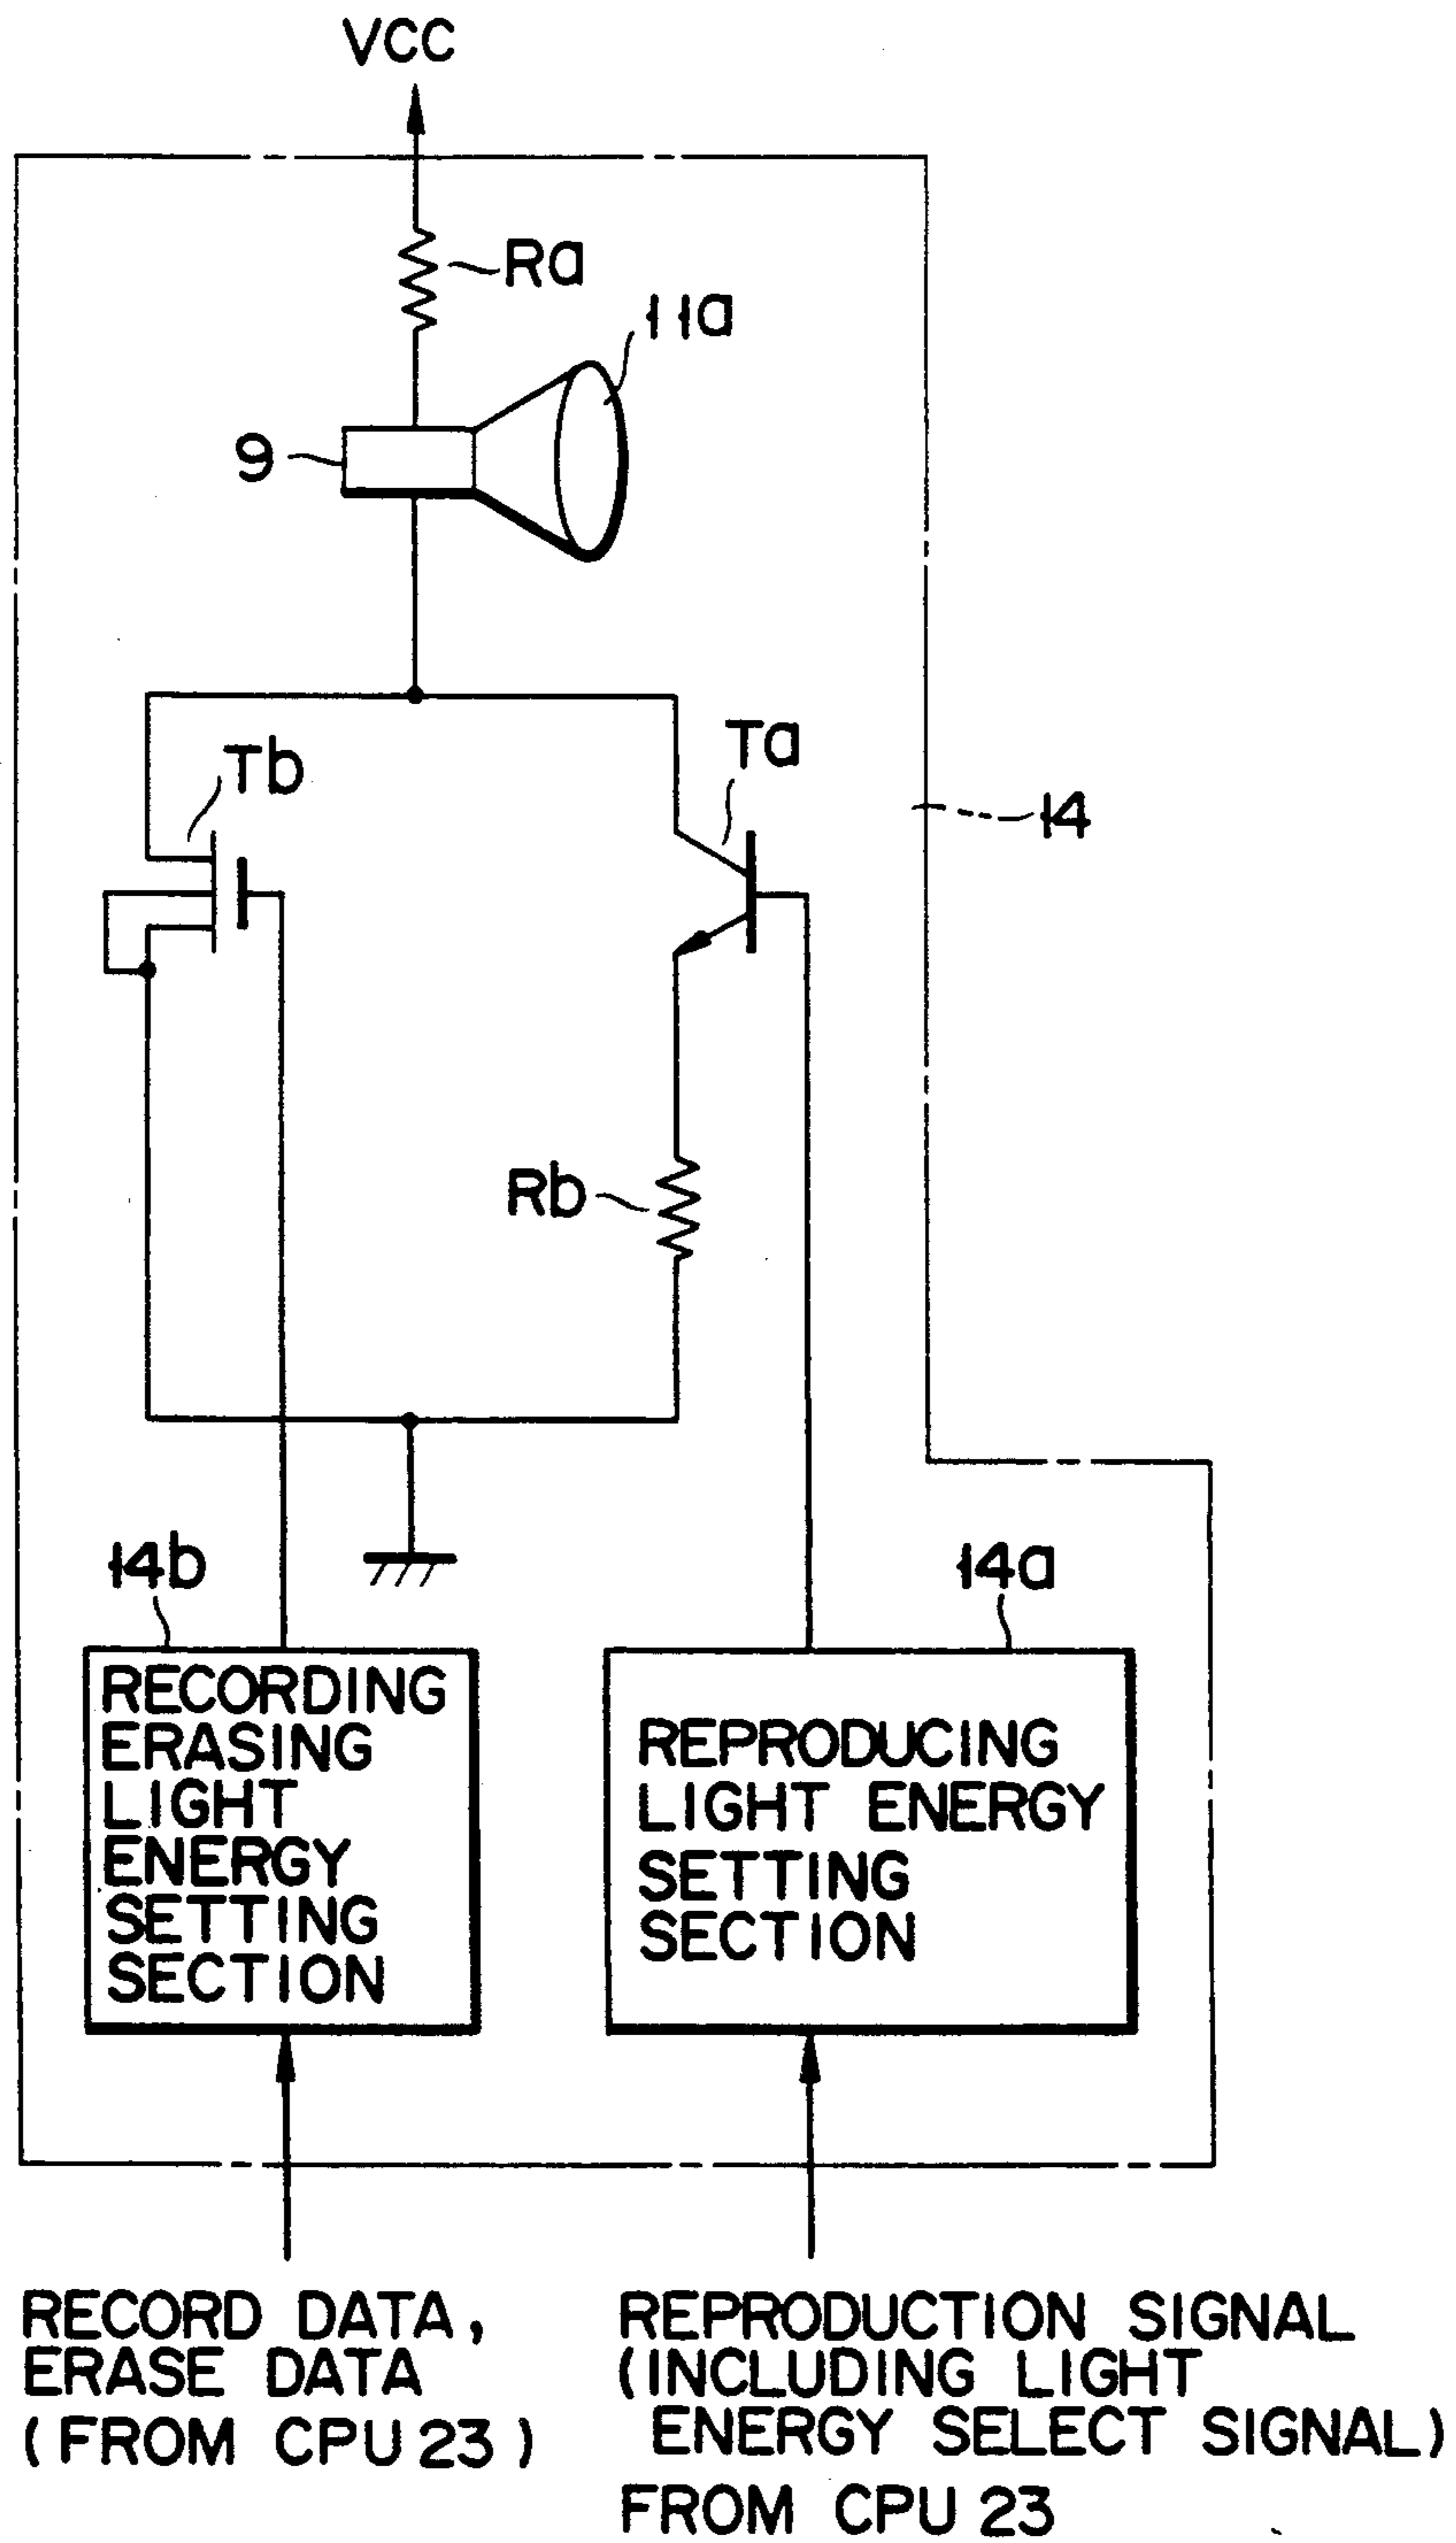 VCC
Ra
11a
9
Tb
Ta
14
Rb
14b
14a
RECORDING
ERASING
LIGHT
ENERGY
SETTING
SECTION
REPRODUCING
LIGHT ENERGY
SETTING
SECTION
RECORD DATA,
ERASE DATA
(FROM CPU 23)
REPRODUCTION SIGNAL
(INCLUDING LIGHT
ENERGY SELECT SIGNAL)
FROM CPU 23